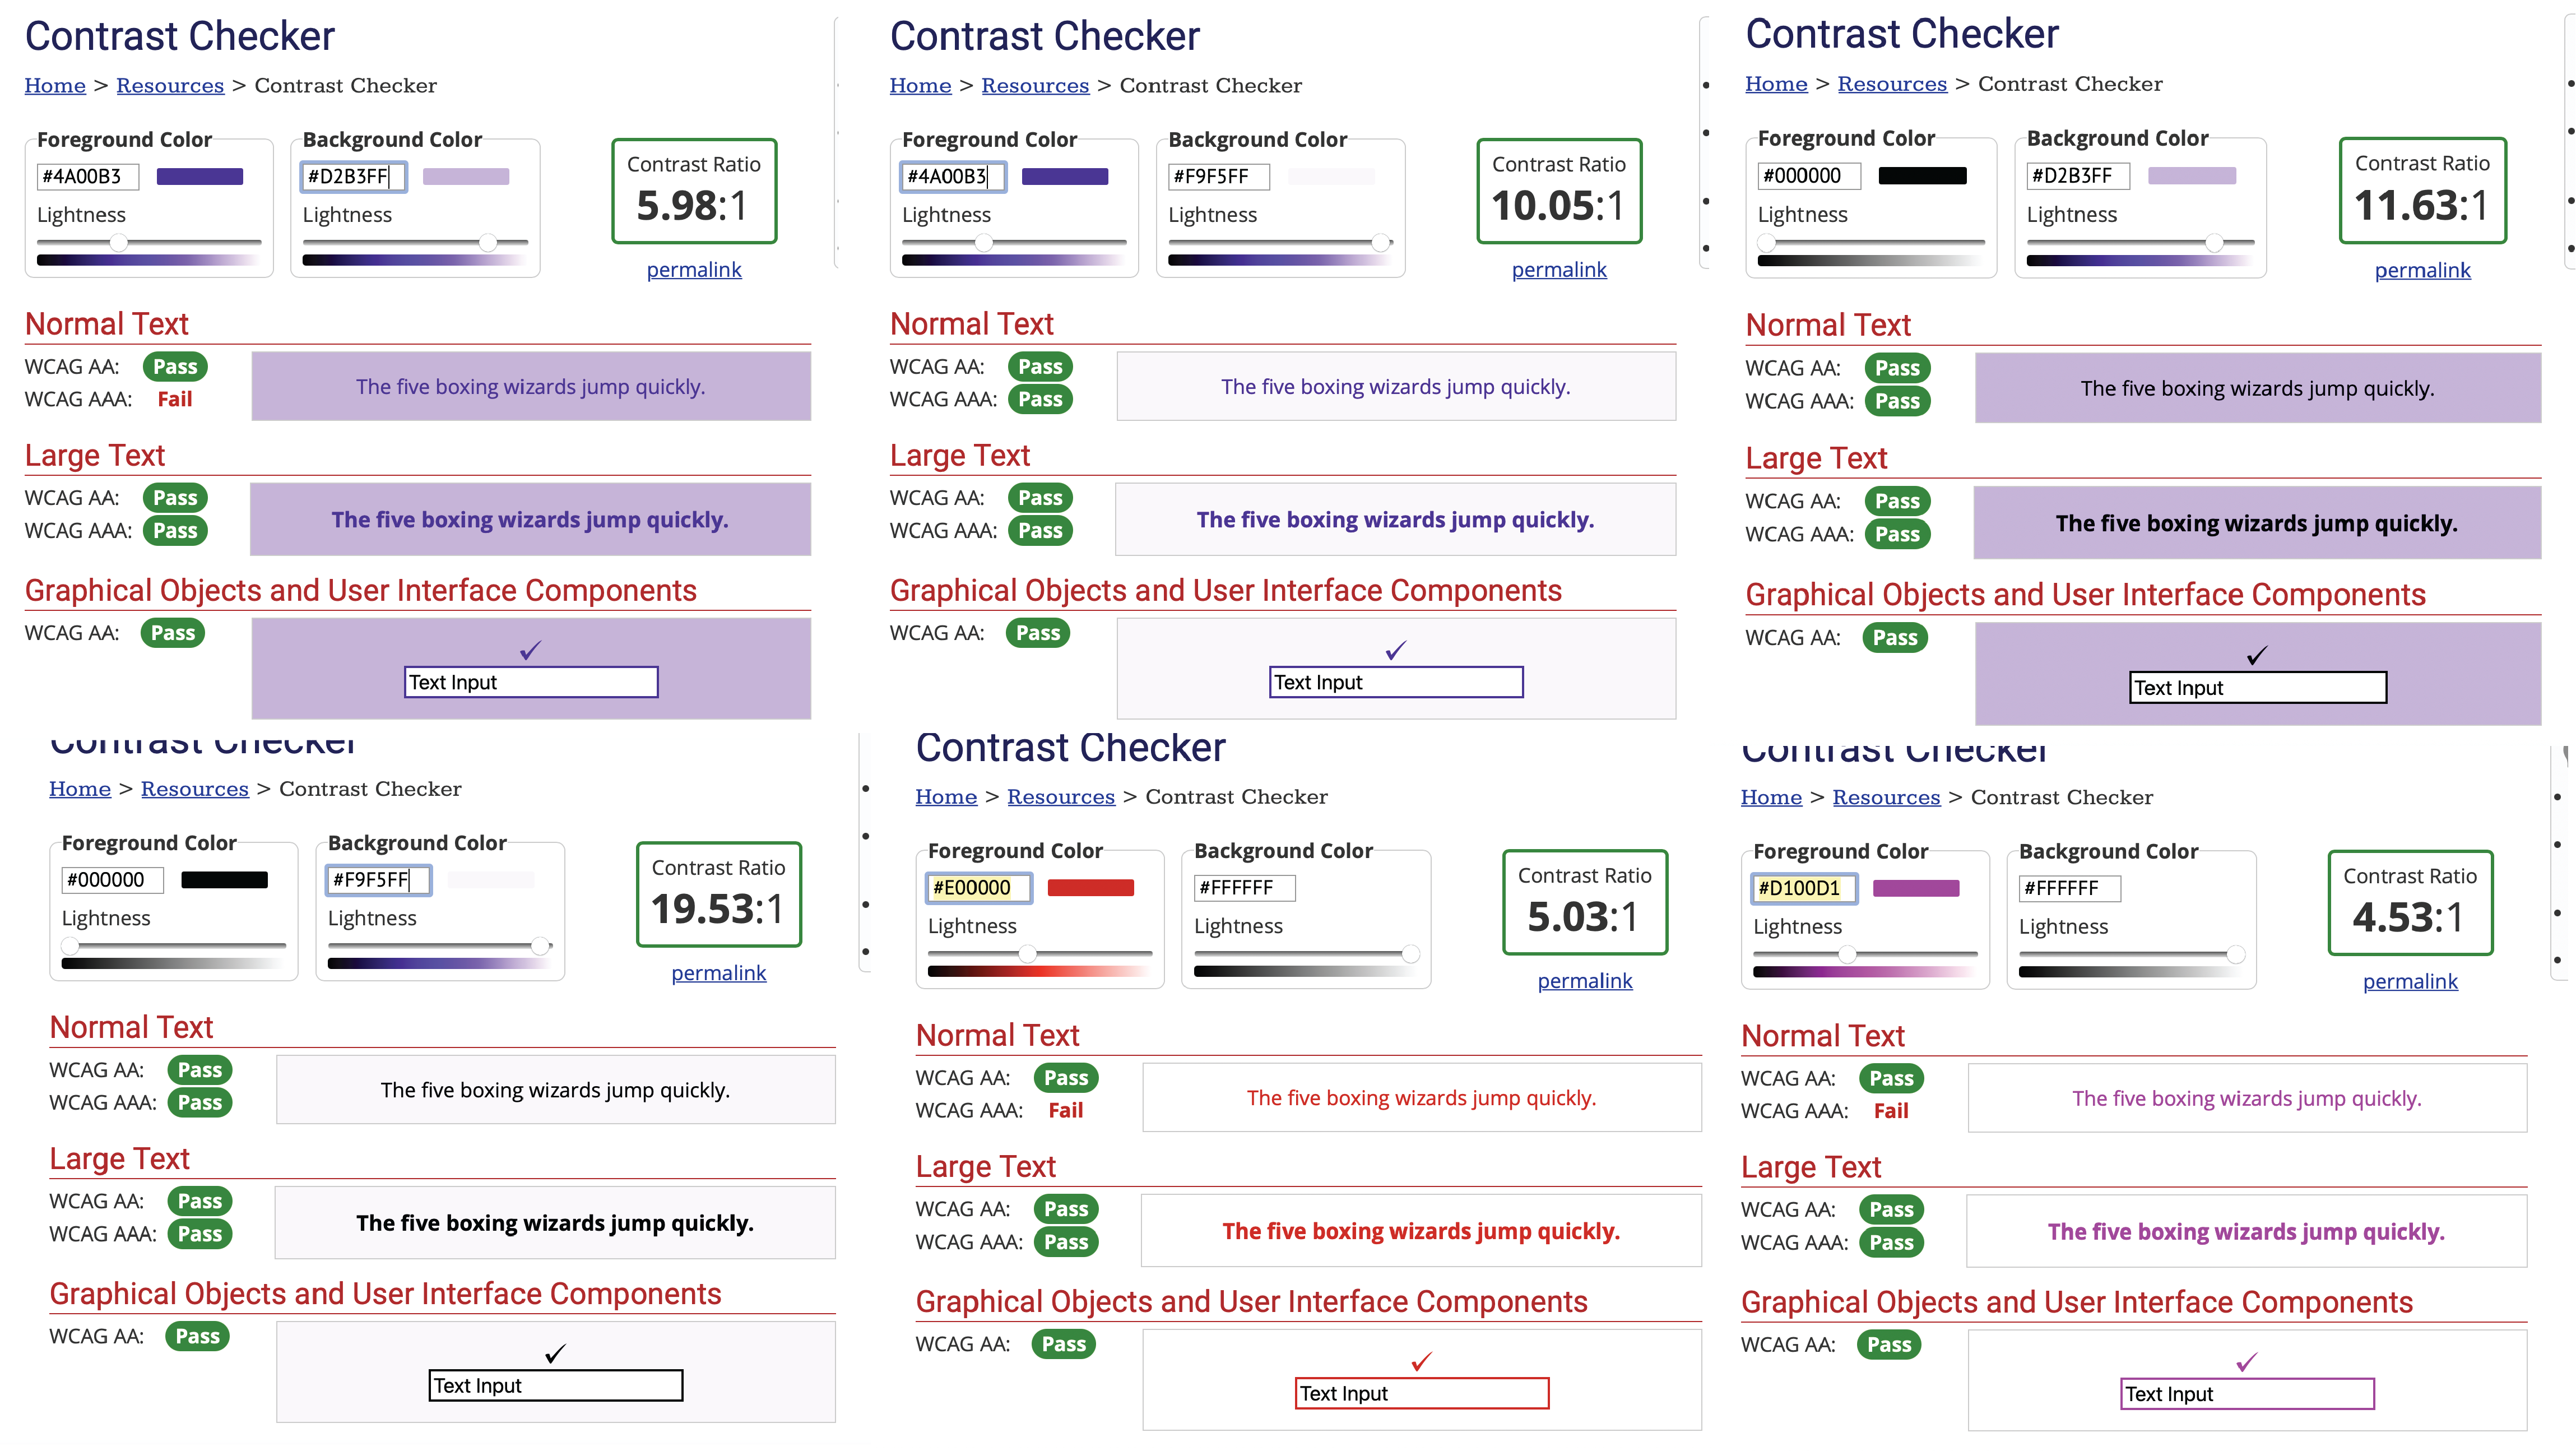 Contrast Checker
Home > Resources > Contrast Checker
Foreground Color
Background Color
#4A00B3
#D2B3FF
Lightness
Lightness
Contrast Ratio
5.98:1
permalink
Normal Text
WCAG AA: Pass
WCAG AAA: Fail
The five boxing wizards jump quickly.
Large Text
WCAG AA: Pass
WCAG AAA: Pass
The five boxing wizards jump quickly.
Graphical Objects and User Interface Components
WCAG AA: Pass
✓
Text Input
Contrast Checker
Home > Resources > Contrast Checker
Foreground Color
Background Color
#4A00B3
#F9F5FF
Lightness
Lightness
Contrast Ratio
10.05:1
permalink
Normal Text
WCAG AA: Pass
WCAG AAA: Pass
The five boxing wizards jump quickly.
Large Text
WCAG AA: Pass
WCAG AAA: Pass
The five boxing wizards jump quickly.
Graphical Objects and User Interface Components
WCAG AA: Pass
✓
Text Input
Contrast Checker
Home > Resources > Contrast Checker
Foreground Color
Background Color
#000000
#D2B3FF
Lightness
Lightness
Contrast Ratio
11.63:1
permalink
Normal Text
WCAG AA: Pass
WCAG AAA: Pass
The five boxing wizards jump quickly.
Large Text
WCAG AA: Pass
WCAG AAA: Pass
The five boxing wizards jump quickly.
Graphical Objects and User Interface Components
WCAG AA: Pass
✓
Text Input
Contrast Checker
Home > Resources > Contrast Checker
Foreground Color
Background Color
#000000
#F9F5FF
Lightness
Lightness
Contrast Ratio
19.53:1
permalink
Normal Text
WCAG AA: Pass
WCAG AAA: Pass
The five boxing wizards jump quickly.
Large Text
WCAG AA: Pass
WCAG AAA: Pass
The five boxing wizards jump quickly.
Graphical Objects and User Interface Components
WCAG AA: Pass
✓
Text Input
Contrast Checker
Home > Resources > Contrast Checker
Foreground Color
Background Color
#E00000
#FFFFFF
Lightness
Lightness
Contrast Ratio
5.03:1
permalink
Normal Text
WCAG AA: Pass
WCAG AAA: Fail
The five boxing wizards jump quickly.
Large Text
WCAG AA: Pass
WCAG AAA: Pass
The five boxing wizards jump quickly.
Graphical Objects and User Interface Components
WCAG AA: Pass
✓
Text Input
Contrast Checker
Home > Resources > Contrast Checker
Foreground Color
Background Color
#D100D1
#FFFFFF
Lightness
Lightness
Contrast Ratio
4.53:1
permalink
Normal Text
WCAG AA: Pass
WCAG AAA: Fail
The five boxing wizards jump quickly.
Large Text
WCAG AA: Pass
WCAG AAA: Pass
The five boxing wizards jump quickly.
Graphical Objects and User Interface Components
WCAG AA: Pass
✓
Text Input